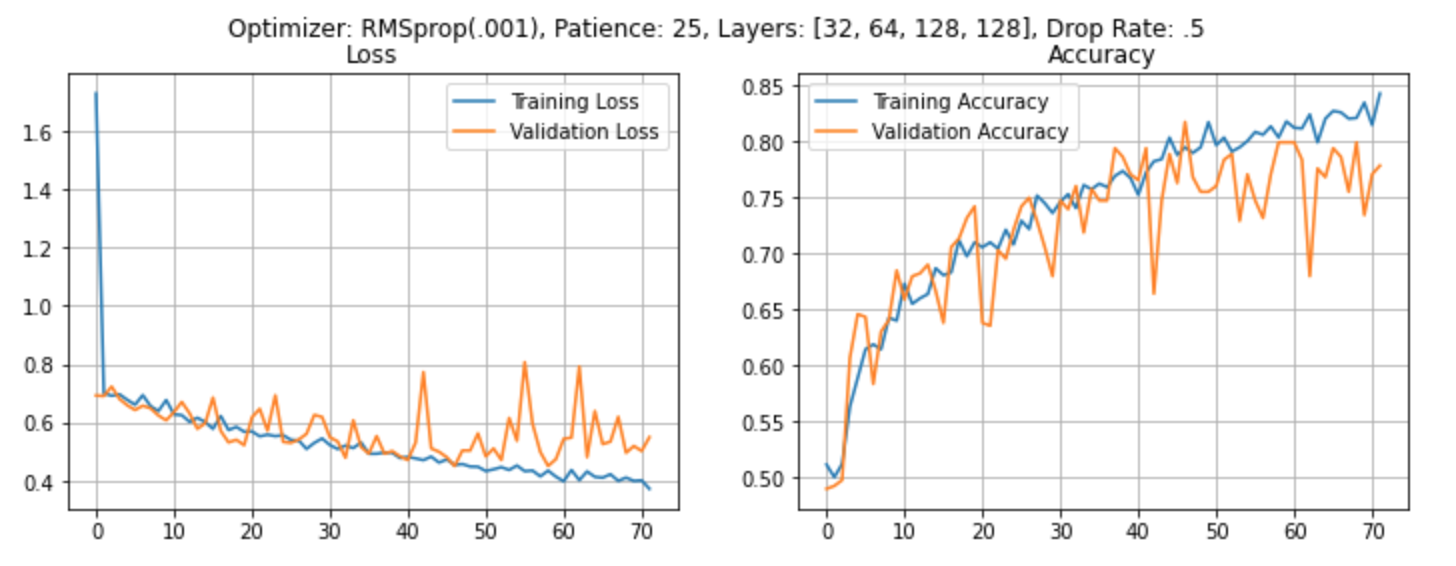 Optimizer: RMSprop(.001), Patience: 25, Layers: [32, 64, 128, 128], Drop Rate: .5
Loss
Training Loss
Validation Loss
1.6
1.4
1.2
1.0
0.8
0.6
0.4
0 10 20 30 40 50 60 70
Accuracy
Training Accuracy
Validation Accuracy
0.85
0.80
0.75
0.70
0.65
0.60
0.55
0.50
0 10 20 30 40 50 60 70